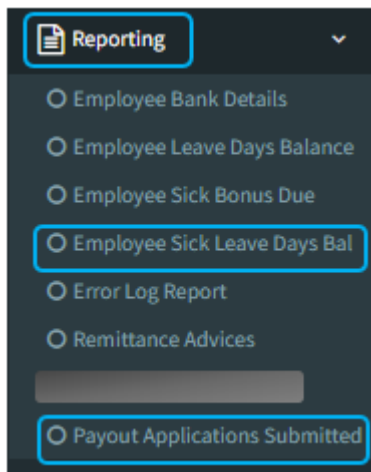 Reporting
Employee Bank Details
Employee Leave Days Balance
Employee Sick Bonus Due
Employee Sick Leave Days Bal
Error Log Report
Remittance Advices
Payout Applications Submitted